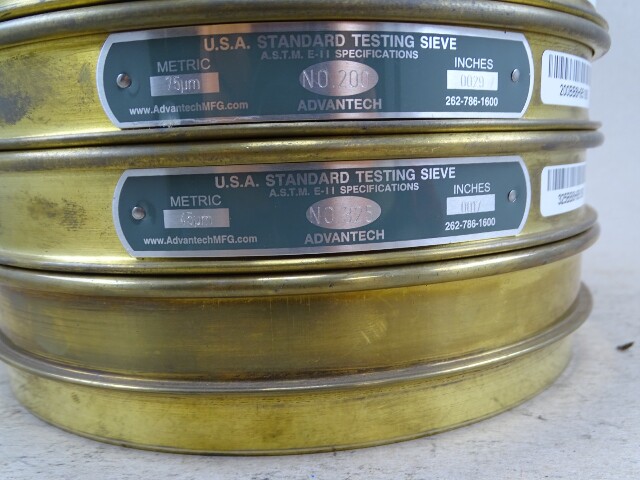 U.S.A. STANDARD TESTING SIEVE
A.S.T.M. E-11 SPECIFICATIONS
METRIC
75µm
NO.200
INCHES
.0029
www.AdvantechMFG.com
ADVANTECH
262-786-1600
U.S.A. STANDARD TESTING SIEVE
A.S.T.M. E-11 SPECIFICATIONS
METRIC
45µm
NO.325
INCHES
.0017
www.AdvantechMFG.com
ADVANTECH
262-786-1600